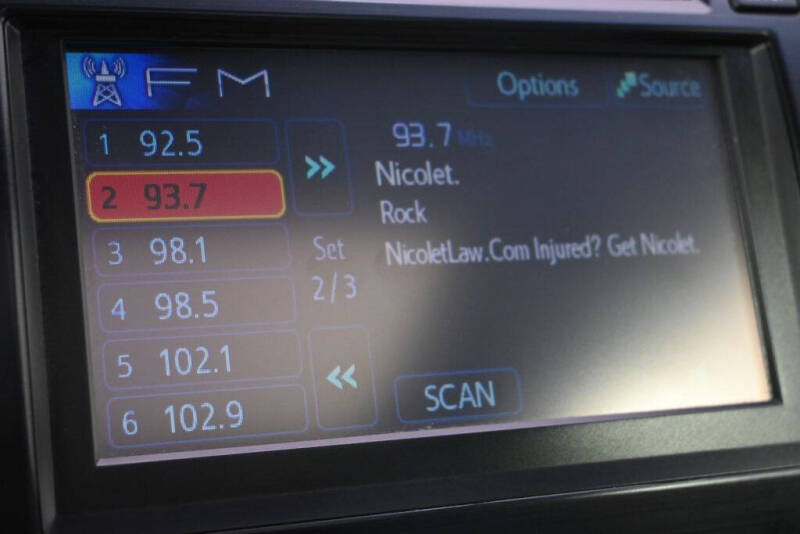 FM
Options
Source
1 92.5
2 93.7
3 98.1
4 98.5
5 102.1
6 102.9
Set
2/3
93.7 MHz
Nicolet.
Rock
NicoletLaw.Com Injured? Get Nicolet.
SCAN